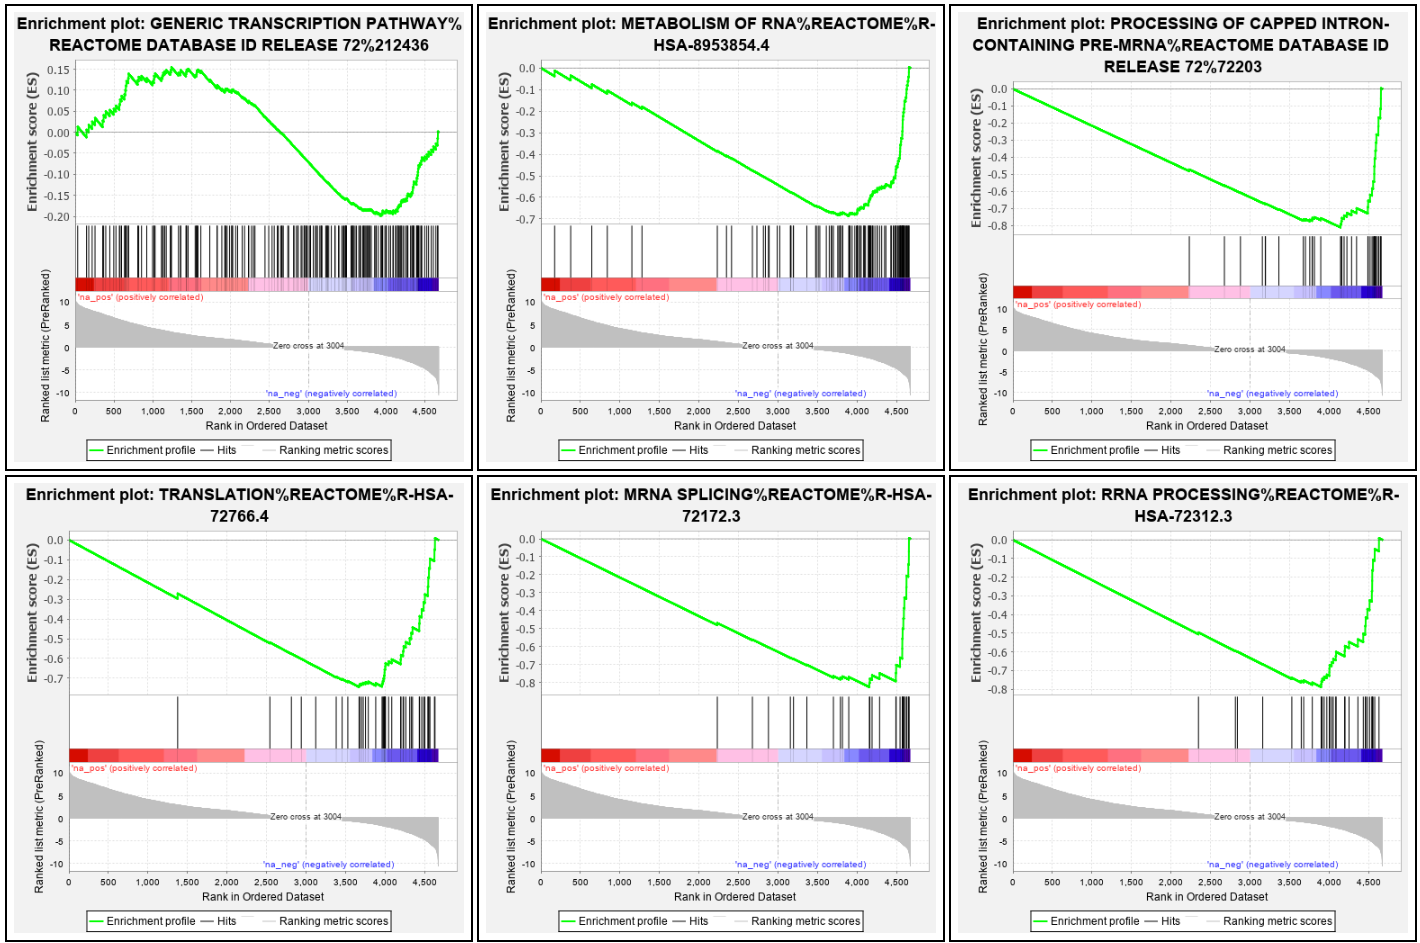 Enrichment plot: GENERIC TRANSCRIPTION PATHWAY%
REACTOME DATABASE ID RELEASE 72%212436
Enrichment score (ES)
0.15
0.10
0.05
0.00
-0.05
-0.10
-0.15
-0.20
Ranked list metric (PreRanked)
'na_pos' (positively correlated)
10
5
0
-5
-10
Zero cross at 3004
'na_neg' (negatively correlated)
0 500 1,000 1,500 2,000 2,500 3,000 3,500 4,000 4,500
Rank in Ordered Dataset
Enrichment profile Hits Ranking metric scores
Enrichment plot: METABOLISM OF RNA%REACTOME%R-
HSA-8953854.4
Enrichment score (ES)
0.0
-0.1
-0.2
-0.3
-0.4
-0.5
-0.6
-0.7
Ranked list metric (PreRanked)
'na_pos' (positively correlated)
10
5
0
-5
-10
Zero cross at 3004
'na_neg' (negatively correlated)
0 500 1,000 1,500 2,000 2,500 3,000 3,500 4,000 4,500
Rank in Ordered Dataset
Enrichment profile Hits Ranking metric scores
Enrichment plot: PROCESSING OF CAPPED INTRON-
CONTAINING PRE-MRNA%REACTOME DATABASE ID
RELEASE 72%72203
Enrichment score (ES)
0.0
-0.1
-0.2
-0.3
-0.4
-0.5
-0.6
-0.7
-0.8
Ranked list metric (PreRanked)
'na_pos' (positively correlated)
10
5
0
-5
-10
Zero cross at 3004
'na_neg' (negatively correlated)
0 500 1,000 1,500 2,000 2,500 3,000 3,500 4,000 4,500
Rank in Ordered Dataset
Enrichment profile Hits Ranking metric scores
Enrichment plot: TRANSLATION%REACTOME%R-HSA-
72766.4
Enrichment score (ES)
0.0
-0.1
-0.2
-0.3
-0.4
-0.5
-0.6
-0.7
Ranked list metric (PreRanked)
'na_pos' (positively correlated)
10
5
0
-5
-10
Zero cross at 3004
'na_neg' (negatively correlated)
0 500 1,000 1,500 2,000 2,500 3,000 3,500 4,000 4,500
Rank in Ordered Dataset
Enrichment profile Hits Ranking metric scores
Enrichment plot: MRNA SPLICING%REACTOME%R-HSA-
72172.3
Enrichment score (ES)
0.0
-0.1
-0.2
-0.3
-0.4
-0.5
-0.6
-0.7
-0.8
Ranked list metric (PreRanked)
'na_pos' (positively correlated)
10
5
0
-5
-10
Zero cross at 3004
'na_neg' (negatively correlated)
0 500 1,000 1,500 2,000 2,500 3,000 3,500 4,000 4,500
Rank in Ordered Dataset
Enrichment profile Hits Ranking metric scores
Enrichment plot: RRNA PROCESSING%REACTOME%R-
HSA-72312.3
Enrichment score (ES)
0.0
-0.1
-0.2
-0.3
-0.4
-0.5
-0.6
-0.7
-0.8
Ranked list metric (PreRanked)
'na_pos' (positively correlated)
10
5
0
-5
-10
Zero cross at 3004
'na_neg' (negatively correlated)
0 500 1,000 1,500 2,000 2,500 3,000 3,500 4,000 4,500
Rank in Ordered Dataset
Enrichment profile Hits Ranking metric scores